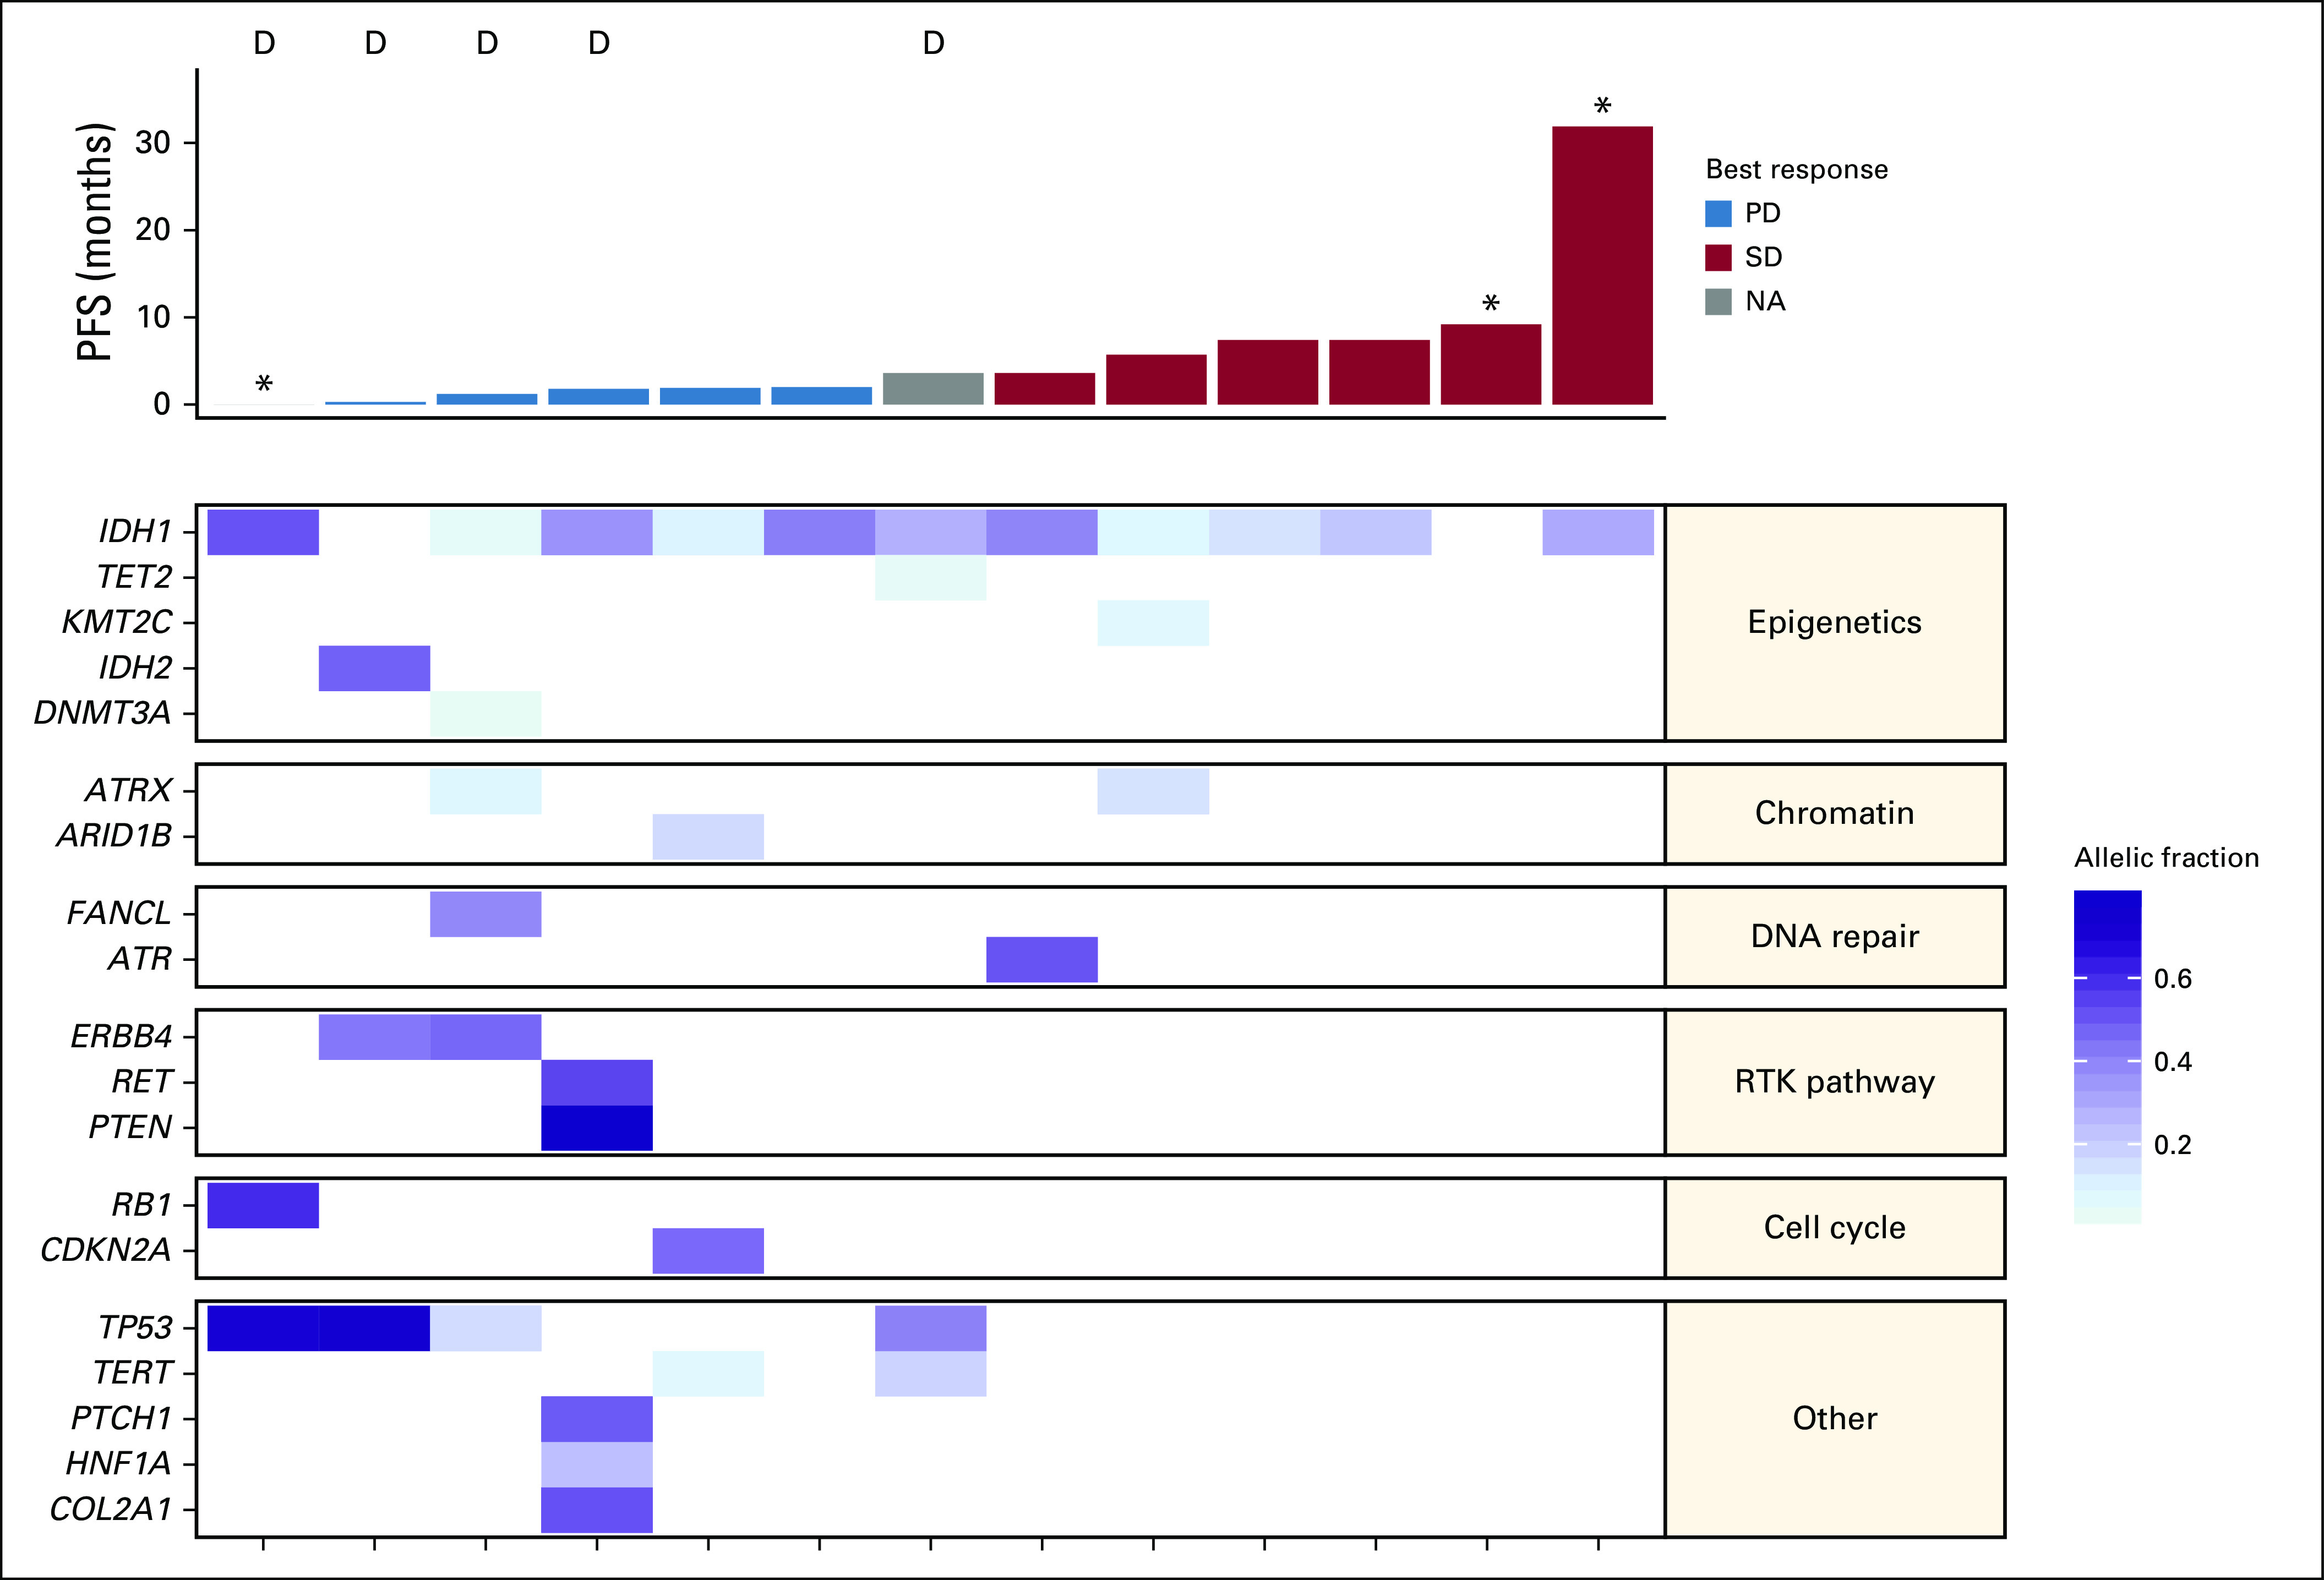 D D D D D
PFS (months)
30
20
10
0
*
*
*
Best response
PD
SD
NA
IDH1
TET2
KMT2C
IDH2
DNMT3A
Epigenetics
ATRX
ARID1B
Chromatin
FANCL
ATR
DNA repair
ERBB4
RET
PTEN
RTK pathway
RB1
CDKN2A
Cell cycle
TP53
TERT
PTCH1
HNF1A
COL2A1
Other
Allelic fraction
0.6
0.4
0.2